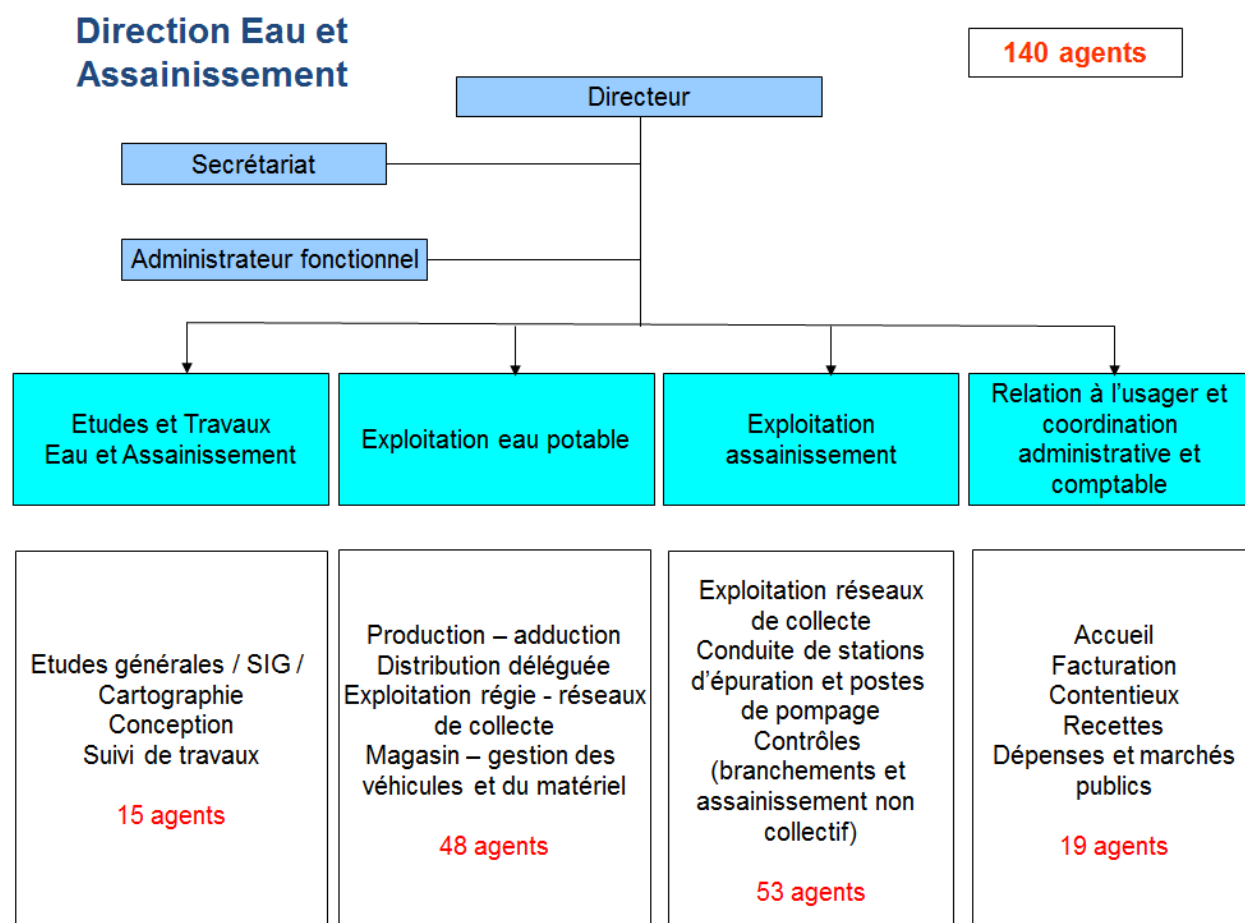 Direction Eau et
Assainissement
140 agents
Directeur
Secrétariat
Administrateur fonctionnel
Etudes et Travaux
Eau et Assainissement
Exploitation eau potable
Exploitation
assainissement
Relation à l'usager et
coordination
administrative et
comptable
Etudes générales / SIG /
Cartographie
Conception
Suivi de travaux
15 agents
Production – adduction
Distribution déléguée
Exploitation régie - réseaux
de collecte
Magasin – gestion des
véhicules et du matériel
48 agents
Exploitation réseaux
de collecte
Conduite de stations
d'épuration et postes
de pompage
Contrôles
(branchements et
assainissement non
collectif)
53 agents
Accueil
Facturation
Contentieux
Recettes
Dépenses et marchés
publics
19 agents